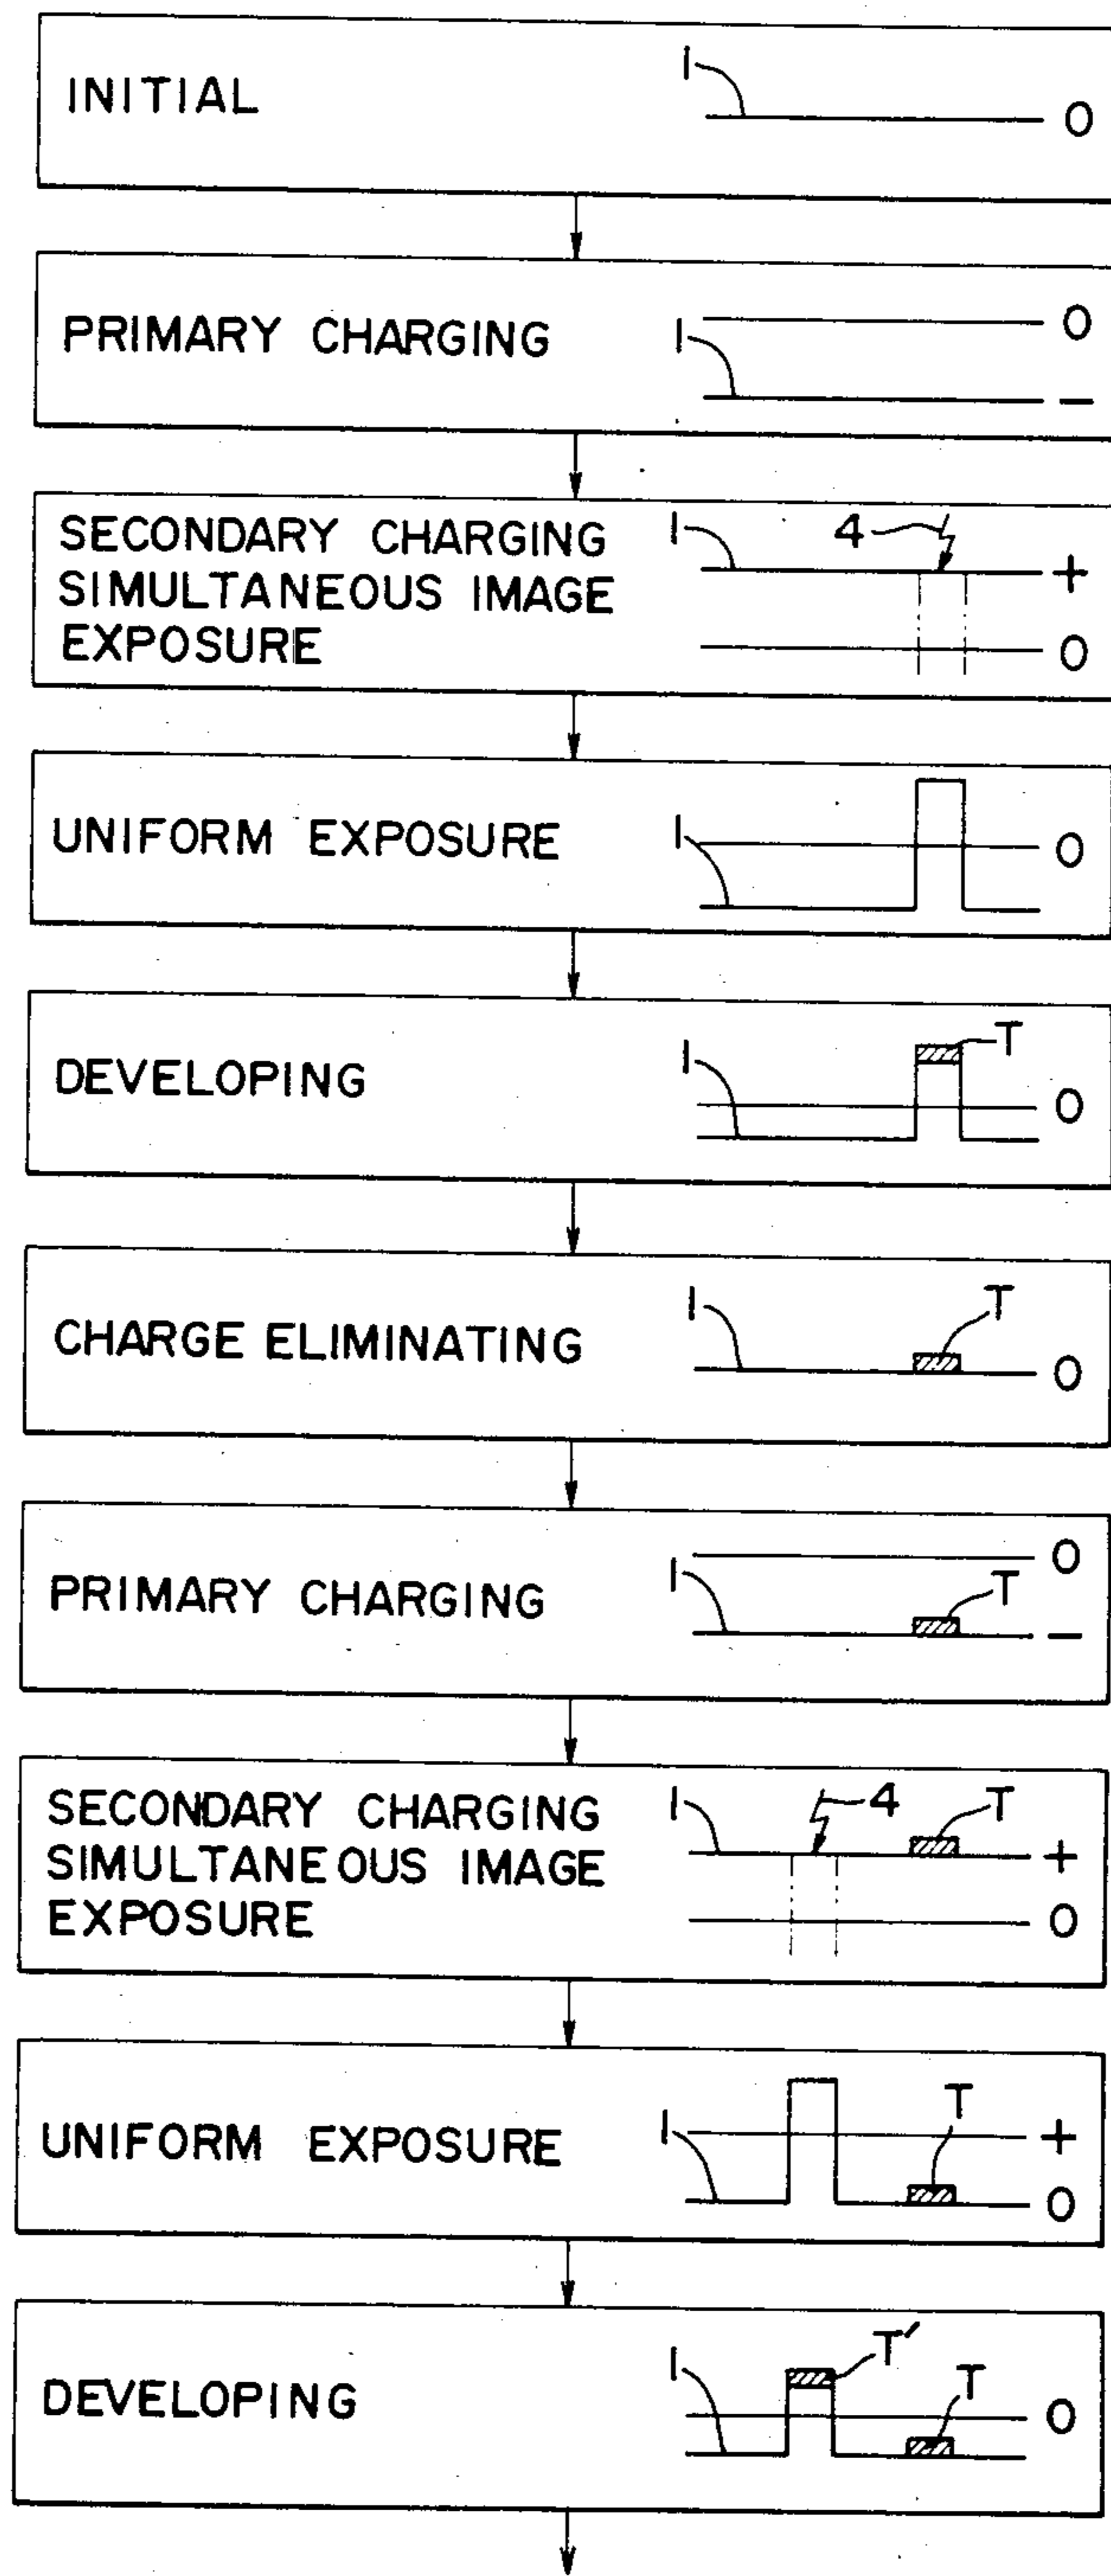 INITIAL
1
0
PRIMARY CHARGING
0
1
−
SECONDARY CHARGING
SIMULTANEOUS IMAGE
EXPOSURE
1
4
+
0
UNIFORM EXPOSURE
1
0
DEVELOPING
1
T
0
CHARGE ELIMINATING
1
T
0
PRIMARY CHARGING
0
1
T
−
SECONDARY CHARGING
SIMULTANEOUS IMAGE
EXPOSURE
1
4
T
+
0
UNIFORM EXPOSURE
1
T
+
0
DEVELOPING
1
T′
T
0